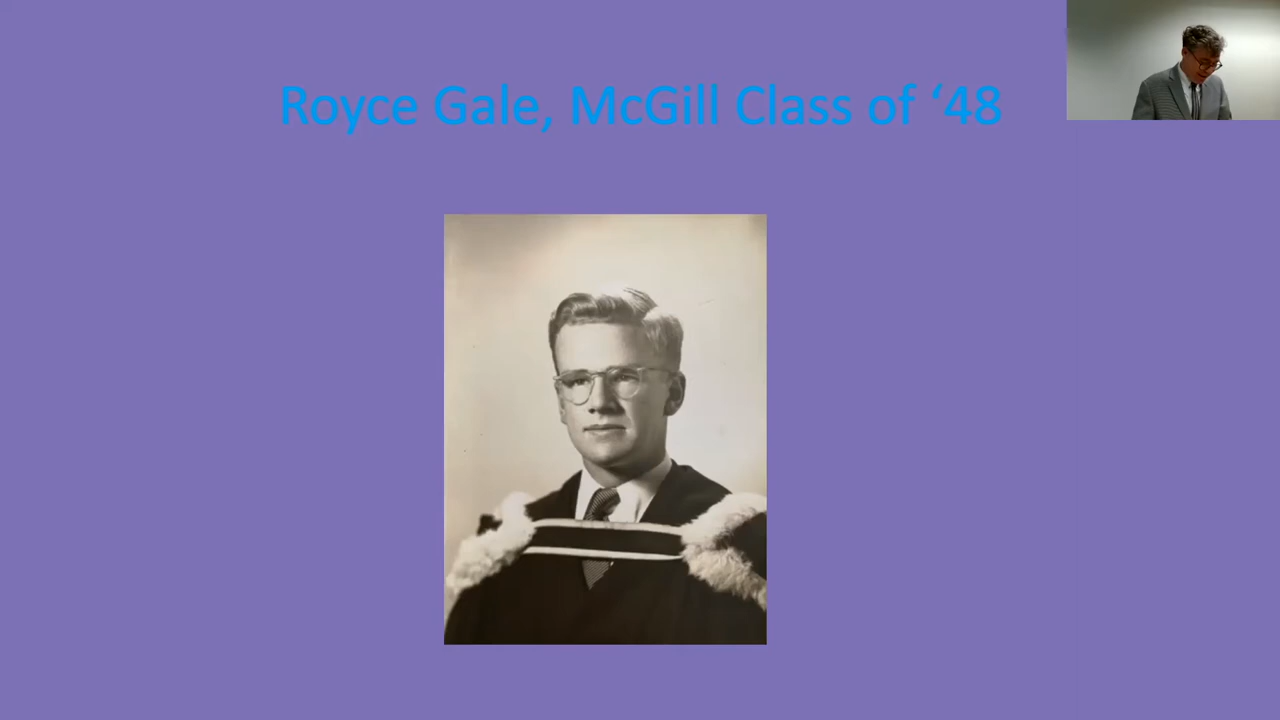 Royce Gale, McGill Class of ‘48